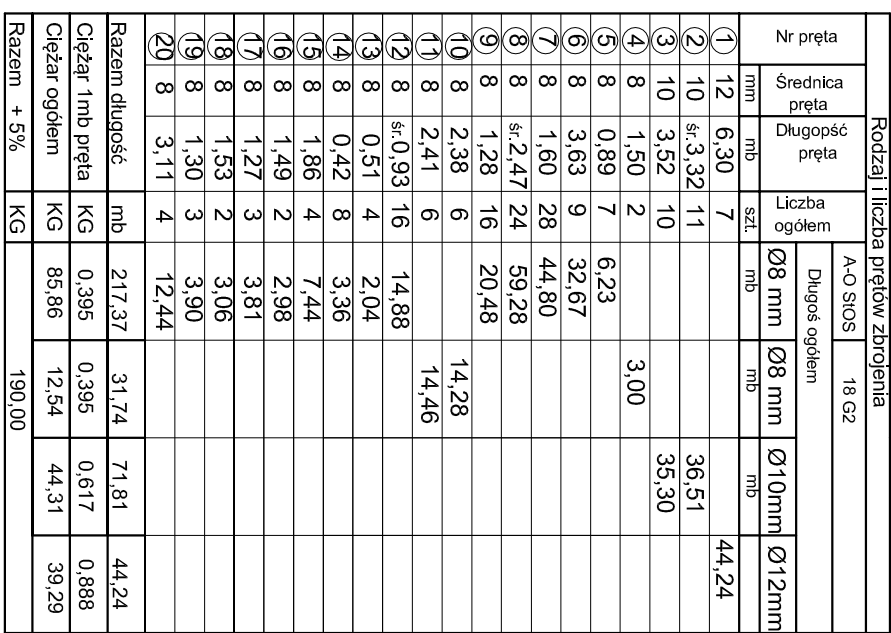 Rodzaj i liczba prętów zbrojenia
Nr pręta Średnica pręta Długopść pręta Liczba ogółem A-O StOS 18 G2
Długoś ogółem
Ø8 mm Ø8 mm Ø10mm Ø12mm
mm mb szt. mb mb mb
1 12 6,30 7 44,24
2 10 śr.3,32 11 36,51
3 10 3,52 10 35,30
4 8 1,50 2 3,00
5 8 0,89 7 6,23
6 8 3,63 9 32,67
7 8 1,60 28 44,80
8 8 śr.2,47 24 59,28
9 8 1,28 16 20,48
10 8 2,38 6 14,28
11 8 2,41 6 14,46
12 8 śr.0,93 16 14,88
13 8 0,51 4 2,04
14 8 0,42 8 3,36
15 8 1,86 4 7,44
16 8 1,49 2 2,98
17 8 1,27 3 3,81
18 8 1,53 2 3,06
19 8 1,30 3 3,90
20 8 3,11 4 12,44
Razem długość mb 217,37 31,74 71,81 44,24
Ciężąr 1mb pręta KG 0,395 0,395 0,617 0,888
Ciężar ogółem KG 85,86 12,54 44,31 39,29
Razem + 5% KG 190,00